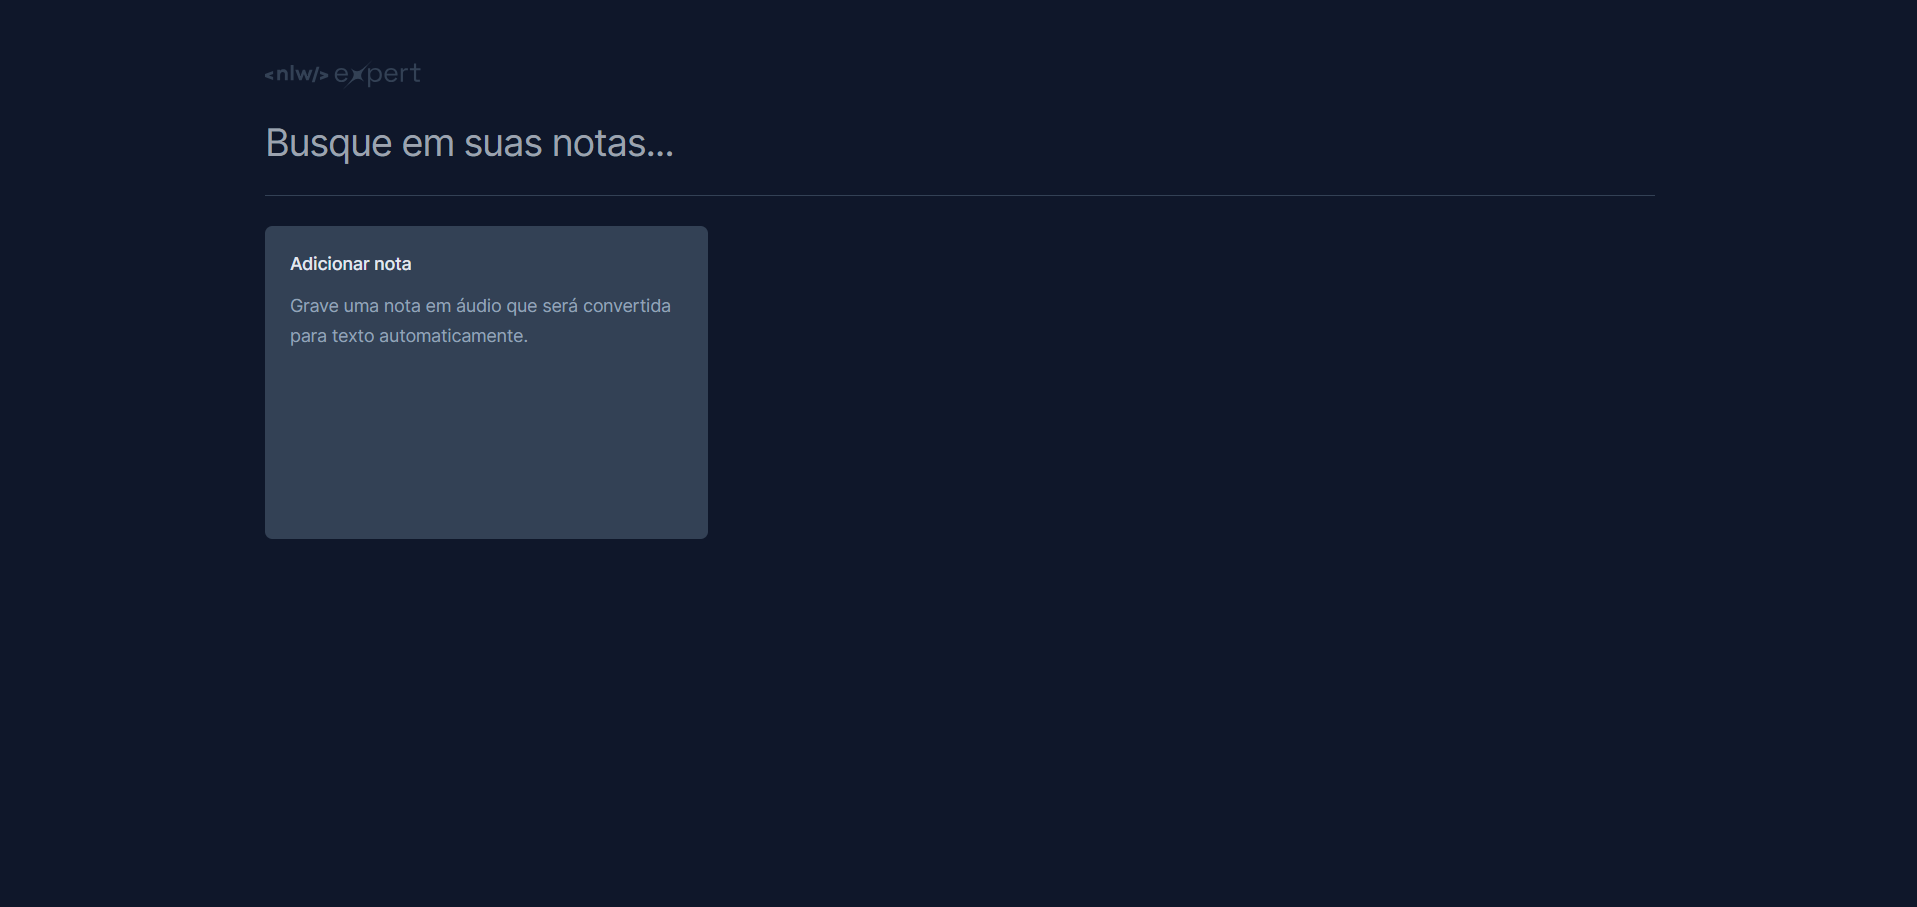 <nlw/> expert
Busque em suas notas...
Adicionar nota
Grave uma nota em áudio que será convertida
para texto automaticamente.